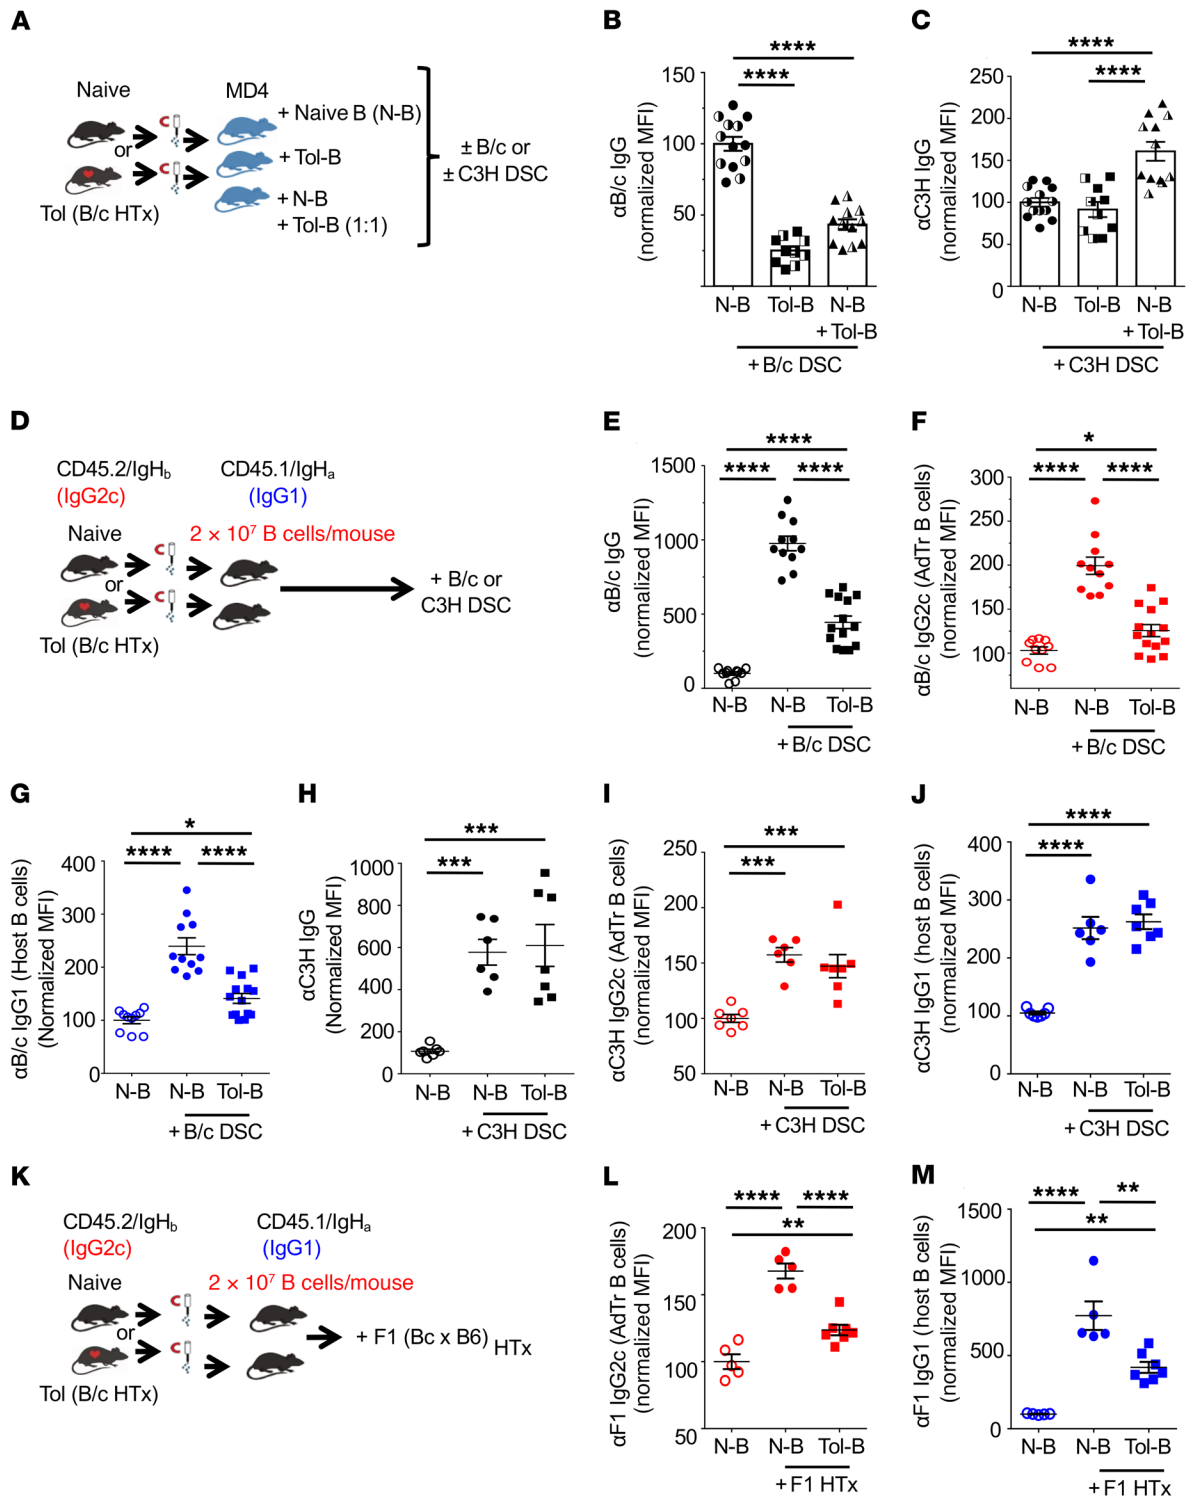 A
Naive
MD4
or
Tol (B/c HTx)
+ Naive B (N-B)
+ Tol-B
+ N-B
+ Tol-B (1:1)
± B/c or
± C3H DSC
B
αB/c IgG
(normalized MFI)
150
100
50
****
****
N-B
Tol-B
N-B
+ Tol-B
+ B/c DSC
C
αC3H IgG
(normalized MFI)
250
200
150
100
50
0
****
****
N-B
Tol-B
N-B
+ Tol-B
+ C3H DSC
D
CD45.2/IgHb
(IgG2c)
CD45.1/IgHa
(IgG1)
Naive
2 × 10⁷ B cells/mouse
or
Tol (B/c HTx)
+ B/c or
C3H DSC
E
αB/c IgG
(normalized MFI)
1500
1000
500
0
****
****
****
N-B
N-B
Tol-B
+ B/c DSC
F
αB/c IgG2c (AdTr B cells)
(normalized MFI)
300
250
200
150
100
*
****
****
N-B
N-B
Tol-B
+ B/c DSC
G
αB/c IgG1 (Host B cells)
(Normalized MFI)
400
300
200
100
0
*
****
****
N-B
N-B
Tol-B
+ B/c DSC
H
αC3H IgG
(Normalized MFI)
1000
800
600
400
200
0
***
***
N-B
N-B
Tol-B
+ C3H DSC
I
αC3H IgG2c (AdTr B cells)
(normalized MFI)
250
200
150
100
50
***
***
N-B
N-B
Tol-B
+ C3H DSC
J
αC3H IgG1 (host B cells)
(normalized MFI)
400
300
200
100
0
****
****
N-B
N-B
Tol-B
+ C3H DSC
K
CD45.2/IgHb
(IgG2c)
CD45.1/IgHa
(IgG1)
Naive
2 × 10⁷ B cells/mouse
or
Tol (B/c HTx)
+ F1 (Bc x B6) HTx
L
αF1 IgG2c (AdTr B cells)
(normalized MFI)
200
150
100
50
****
****
**
N-B
N-B
Tol-B
+ F1 HTx
M
αF1 IgG1 (host B cells)
(normalized MFI)
1500
1000
500
0
****
**
**
N-B
N-B
Tol-B
+ F1 HTx